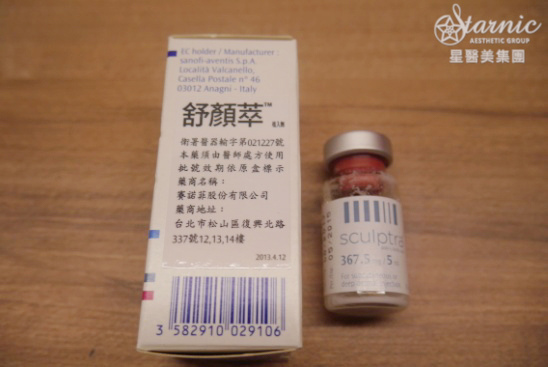 Starnic
AESTHETIC GROUP
星醫美集團
EC holder / Manufacturer :
sanofi-aventis S.p.A
Località Valcanello,
Casella Postale n° 46
03012 Anagni - Italy
舒顏萃™
衛署醫器輸字第021227號
本藥須由醫師處方使用
批號效期依原盒標示
藥商名稱：
賽諾菲股份有限公司
藥商地址：
台北市松山區復興北路
337號12,13,14樓
2013.4.12
3 582910 029106
sculptra
367.5